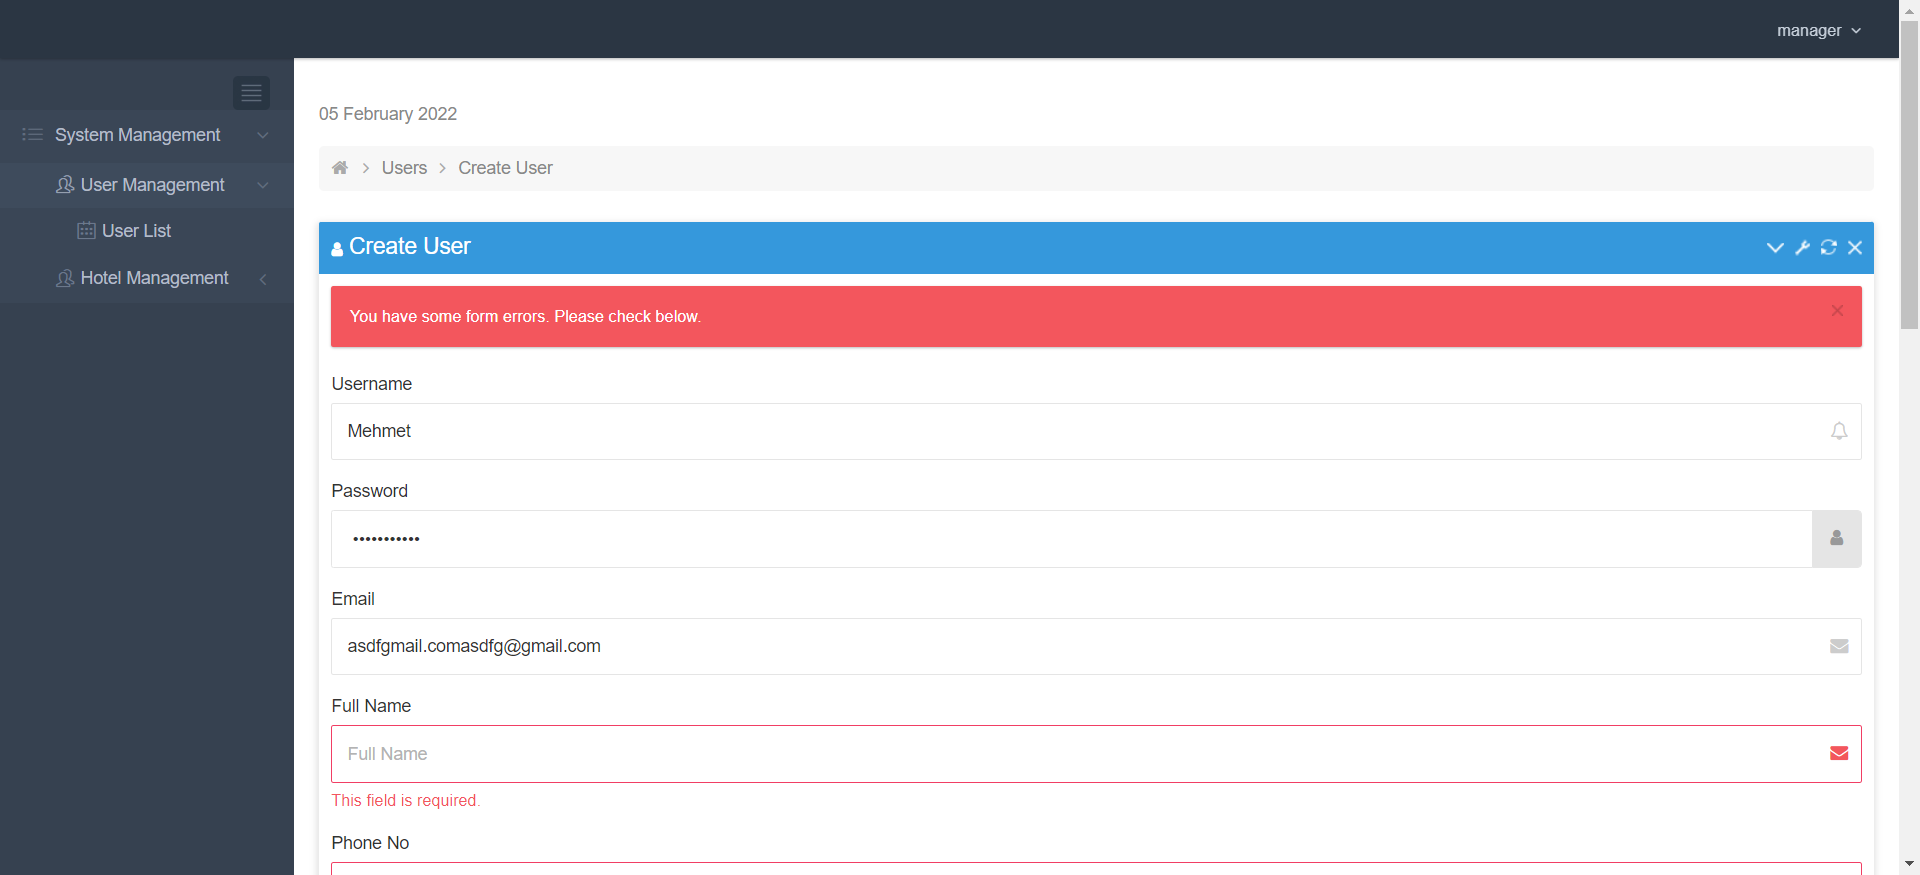 manager
System Management
User Management
User List
Hotel Management
05 February 2022
Users
Create User
Create User
You have some form errors. Please check below.
Username
Mehmet
Password
•••••••••••
Email
asdfgmail.comasdfg@gmail.com
Full Name
Full Name
This field is required.
Phone No